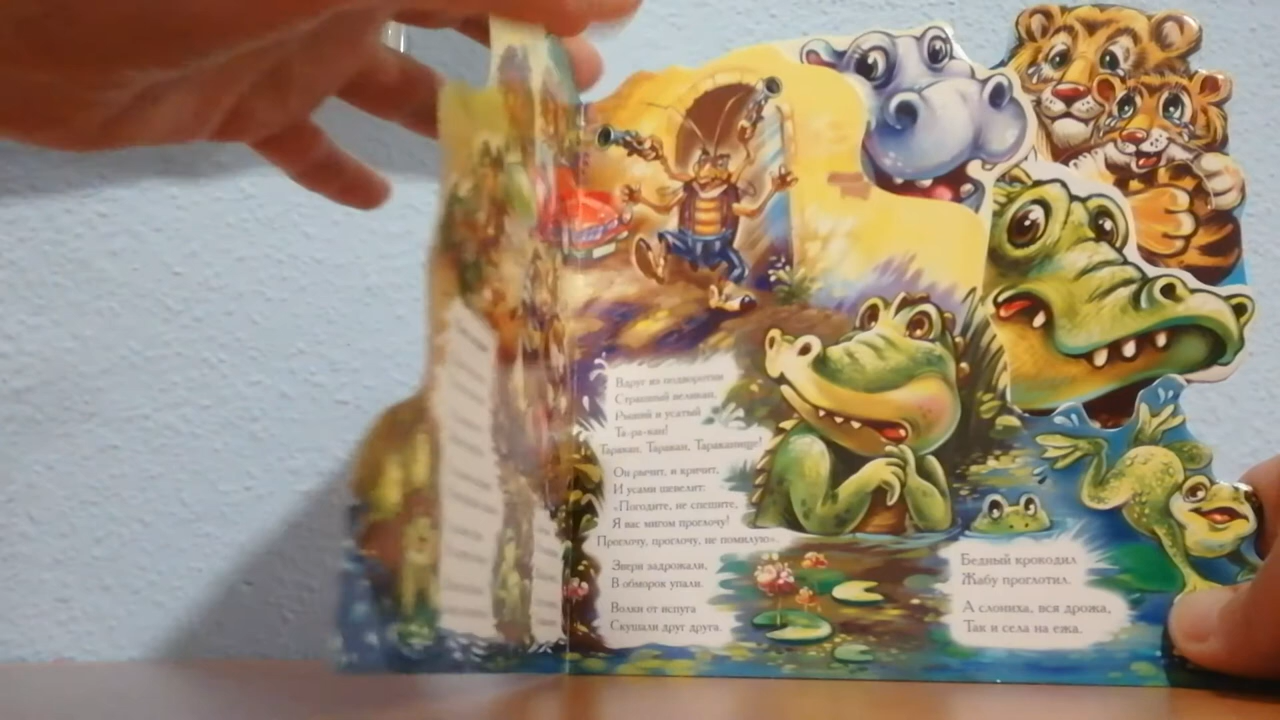 Вдруг из подворотни
Страшный великан,
Рыжий и усатый
Та-ра-кан!
Таракан, Таракан, Тараканище!
Он рычит, и кричит,
И усами шевелит:
«Погодите, не спешите,
Я вас мигом проглочу!
Проглочу, проглочу, не помилую».
Звери задрожали,
В обморок упали.
Волки от испуга
Скушали друг друга.
Бедный крокодил
Жабу проглотил.
А слониха, вся дрожа,
Так и села на ежа.